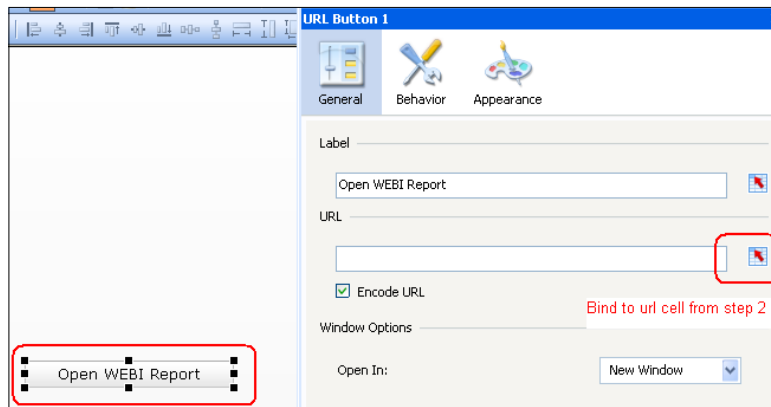 URL Button 1
General Behavior Appearance
Label
Open WEBI Report
URL
Encode URL
Bind to url cell from step 2
Window Options
Open In: New Window
Open WEBI Report